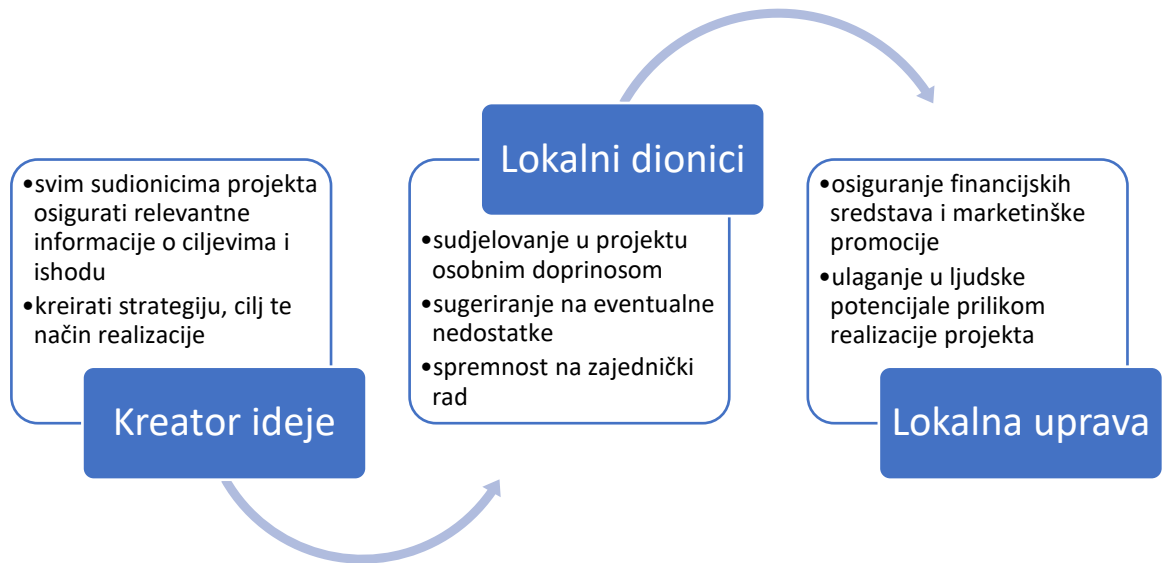 •svim sudionicima projekta
osigurati relevantne
informacije o ciljevima i
ishodu
•kreirati strategiju, cilj te
način realizacije
Kreator ideje
Lokalni dionici
•sudjelovanje u projektu
osobnim doprinosom
•sugeriranje na eventualne
nedostatke
•spremnost na zajednički
rad
•osiguranje financijskih
sredstava i marketinške
promocije
•ulaganje u ljudske
potencijale prilikom
realizacije projekta
Lokalna uprava